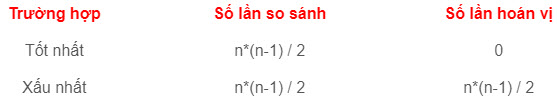 Trường hợp Số lần so sánh Số lần hoán vị
Tốt nhất n*(n-1) / 2 0
Xấu nhất n*(n-1) / 2 n*(n-1) / 2